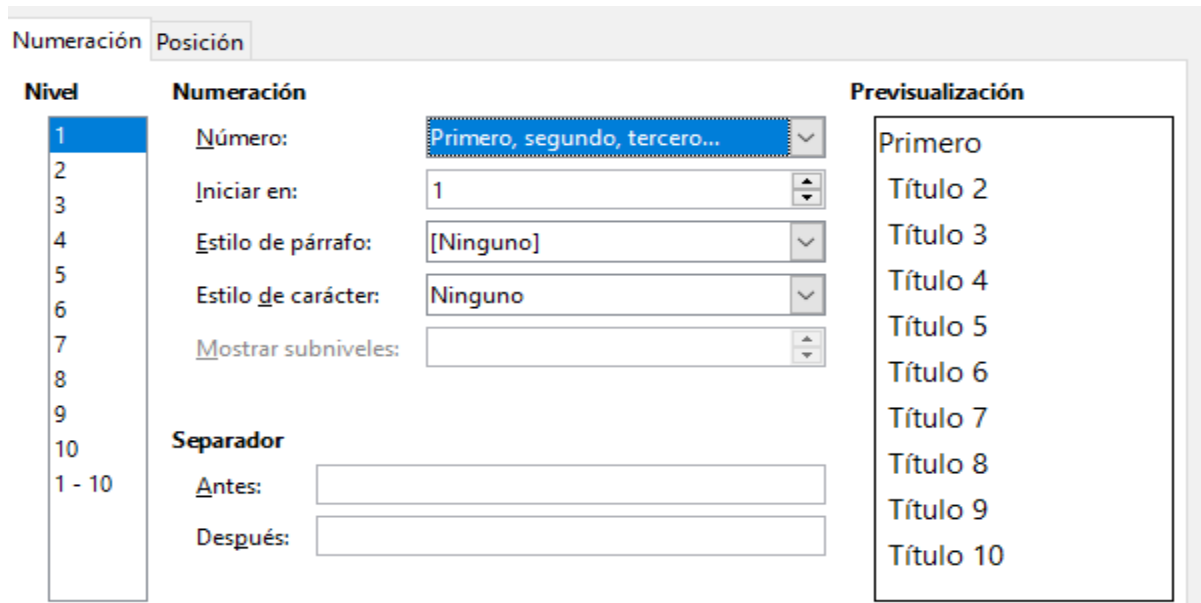 Numeración Posición
Nivel
1
2
3
4
5
6
7
8
9
10
1 - 10
Numeración
Número: Primero, segundo, tercero...
Iniciar en: 1
Estilo de párrafo: [Ninguno]
Estilo de carácter: Ninguno
Mostrar subniveles:
Separador
Antes:
Después:
Previsualización
Primero
Título 2
Título 3
Título 4
Título 5
Título 6
Título 7
Título 8
Título 9
Título 10